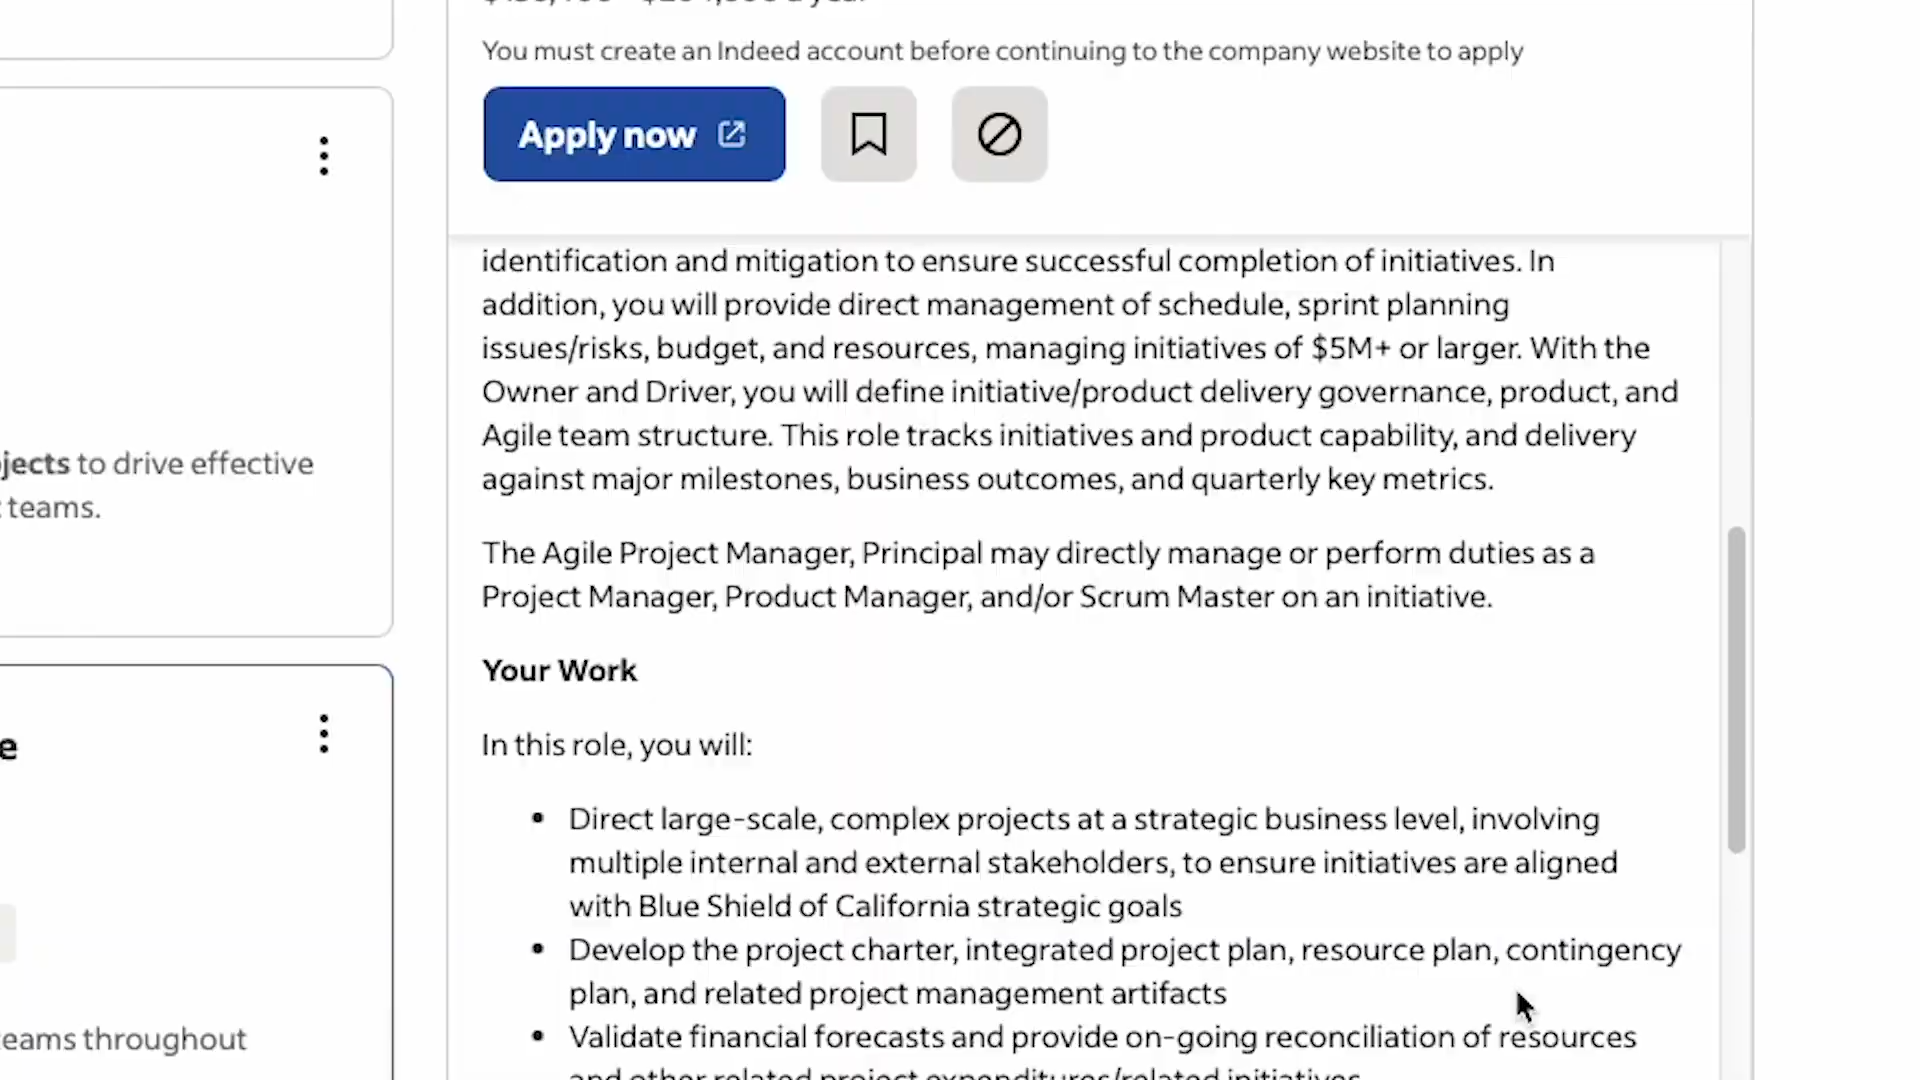 You must create an Indeed account before continuing to the company website to apply
Apply now
identification and mitigation to ensure successful completion of initiatives. In
addition, you will provide direct management of schedule, sprint planning
issues/risks, budget, and resources, managing initiatives of $5M+ or larger. With the
Owner and Driver, you will define initiative/product delivery governance, product, and
Agile team structure. This role tracks initiatives and product capability, and delivery
against major milestones, business outcomes, and quarterly key metrics.
The Agile Project Manager, Principal may directly manage or perform duties as a
Project Manager, Product Manager, and/or Scrum Master on an initiative.
Your Work
In this role, you will:
• Direct large-scale, complex projects at a strategic business level, involving
multiple internal and external stakeholders, to ensure initiatives are aligned
with Blue Shield of California strategic goals
• Develop the project charter, integrated project plan, resource plan, contingency
plan, and related project management artifacts
• Validate financial forecasts and provide on-going reconciliation of resources
and other related project expenditures/related initiatives
jects to drive effective
teams.
e
teams throughout